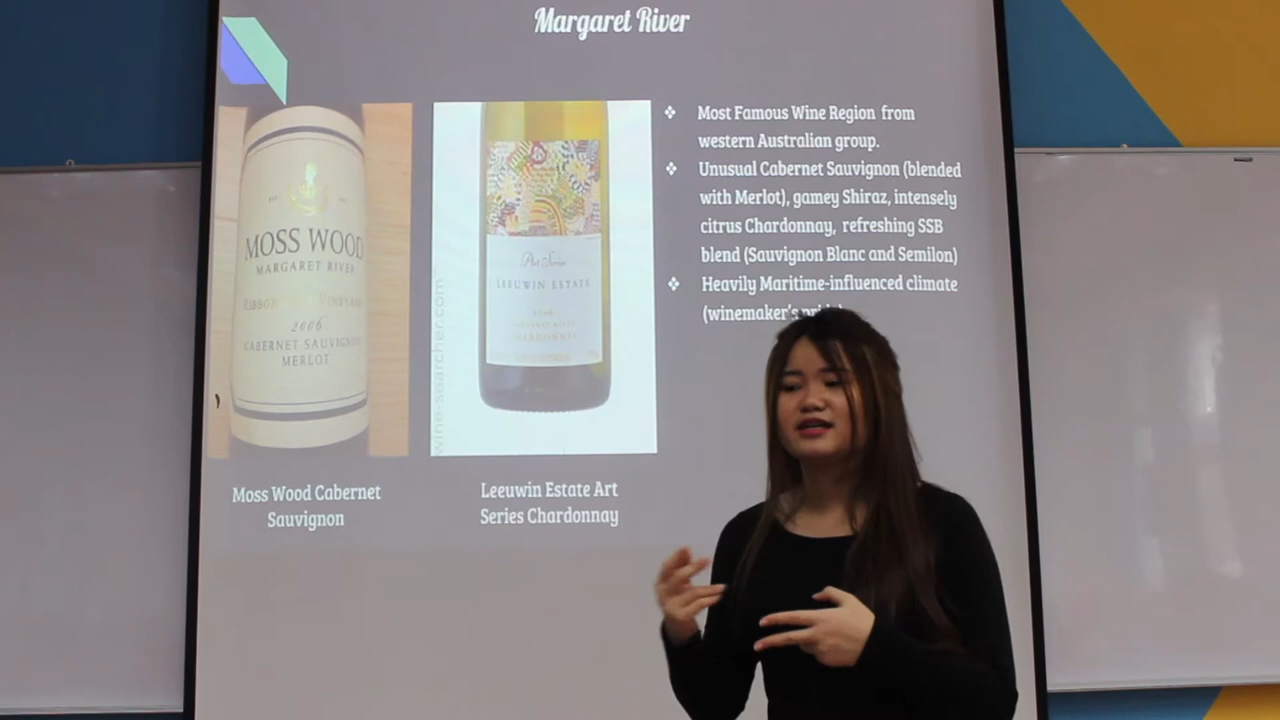 Margaret River
MOSS WOOD
MARGARET RIVER
VINEYARD
2006
CABERNET SAUVIGNON
MERLOT
wine-searcher.com
Art Series
LEEUWIN ESTATE
CHARDONNAY
❖ Most Famous Wine Region from
western Australian group.
❖ Unusual Cabernet Sauvignon (blended
with Merlot), gamey Shiraz, intensely
citrus Chardonnay, refreshing SSB
blend (Sauvignon Blanc and Semilon)
❖ Heavily Maritime-influenced climate
(winemaker's pride)
Moss Wood Cabernet
Sauvignon
Leeuwin Estate Art
Series Chardonnay